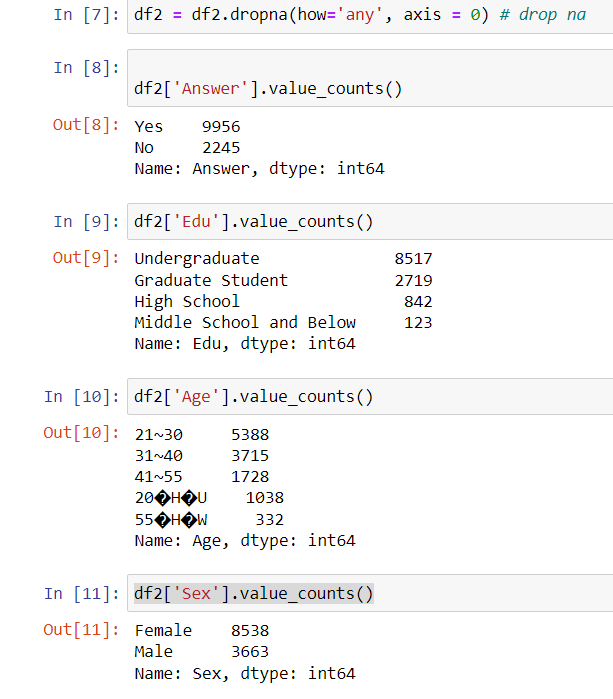 In [7]: df2 = df2.dropna(how='any', axis = 0) # drop na
In [8]:
df2['Answer'].value_counts()
Out[8]: Yes 9956
No 2245
Name: Answer, dtype: int64
In [9]: df2['Edu'].value_counts()
Out[9]: Undergraduate 8517
Graduate Student 2719
High School 842
Middle School and Below 123
Name: Edu, dtype: int64
In [10]: df2['Age'].value_counts()
Out[10]: 21~30 5388
31~40 3715
41~55 1728
20�H�U 1038
55�H�W 332
Name: Age, dtype: int64
In [11]: df2['Sex'].value_counts()
Out[11]: Female 8538
Male 3663
Name: Sex, dtype: int64